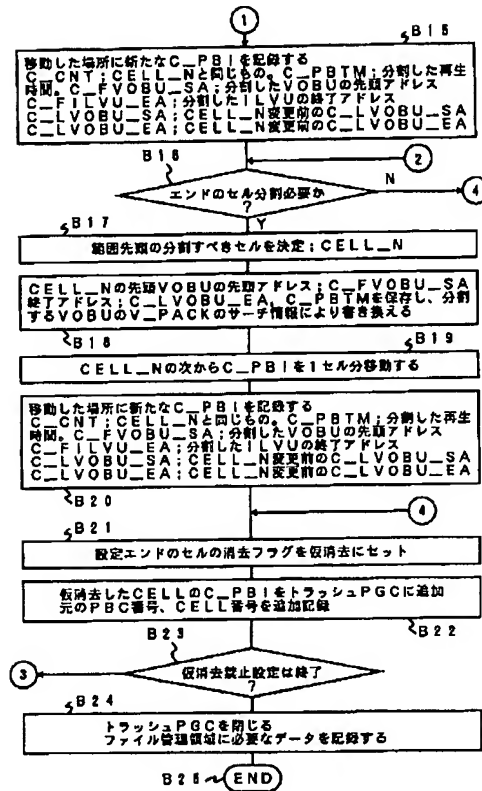 ①
B15
移動した場所に新たなC_PBIを記録する
C_CNT;CELL_Nと同じもの。C_PBTM;分割した再生
時間。C_FVOBU_SA;分割したVOBUの先頭アドレス
C_FILVU_EA;分割したILVUの終了アドレス
C_LVOBU_SA;CELL_N変更前のC_LVOBU_SA
C_LVOBU_EA;CELL_N変更前のC_LVOBU_EA
B16
②
エンドのセル分割必要か
?
N
④
Y
B17
範囲先頭の分割すべきセルを決定;CELL_N
CELL_Nの先頭VOBUの先頭アドレス;C_FVOBU_SA
終了アドレス;C_LVOBU_EA、C_PBTMを保存し、分割
するVOBUのV_PACKのサーチ情報により書き換える
B18
B19
CELL_Nの次からC_PBIを1セル分移動する
移動した場所に新たなC_PBIを記録する
C_CNT;CELL_Nと同じもの。C_PBTM;分割した再生
時間。C_FVOBU_SA;分割したVOBUの先頭アドレス
C_FILVU_EA;分割したILVUの終了アドレス
C_LVOBU_SA;CELL_N変更前のC_LVOBU_SA
C_LVOBU_EA;CELL_N変更前のC_LVOBU_EA
B20
④
B21
設定エンドのセルの消去フラグを仮消去にセット
仮消去したCELLのC_PBIをトラッシュPGCに追加
元のPBC番号、CELL番号を追加記録
B22
B23
③
仮消去禁止設定は終了
?
B24
トラッシュPGCを閉じる
ファイル管理領域に必要なデータを記録する
B25
END